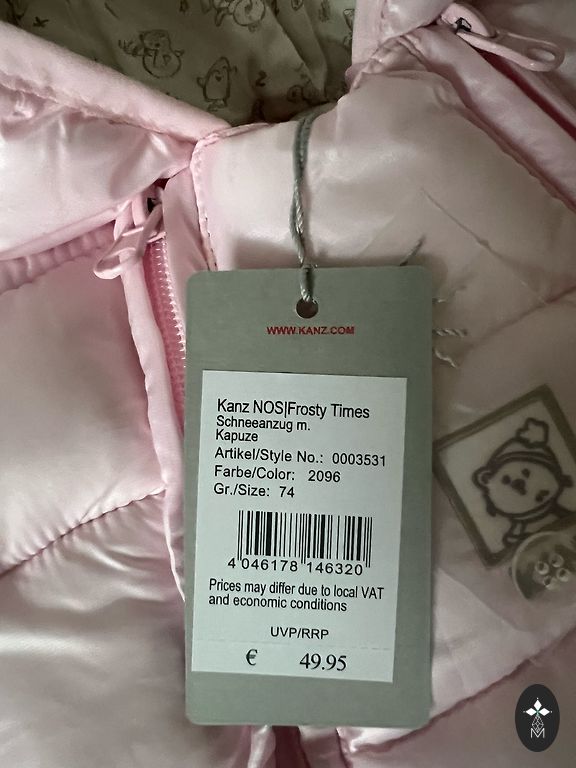 WWW.KANZ.COM
Kanz NOS|Frosty Times
Schneeanzug m.
Kapuze
Artikel/Style No.: 0003531
Farbe/Color: 2096
Gr./Size: 74
4 046178 146320
Prices may differ due to local VAT
and economic conditions
UVP/RRP
€ 49.95
M